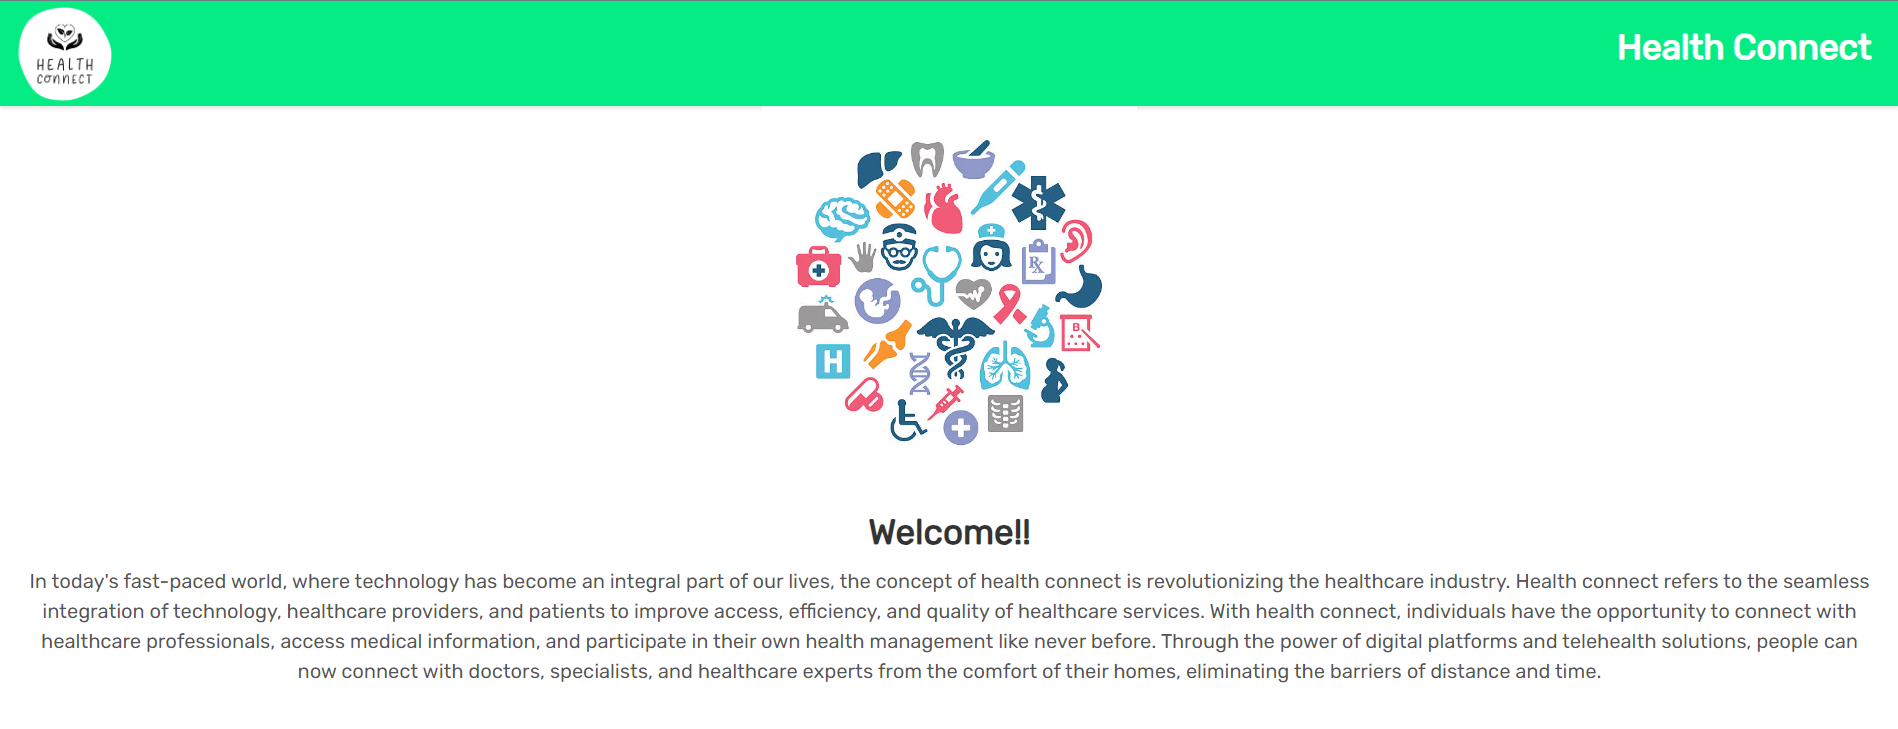 HEALTH
CONNECT
Health Connect
Rx
B
H
Welcome!!
In today's fast-paced world, where technology has become an integral part of our lives, the concept of health connect is revolutionizing the healthcare industry. Health connect refers to the seamless
integration of technology, healthcare providers, and patients to improve access, efficiency, and quality of healthcare services. With health connect, individuals have the opportunity to connect with
healthcare professionals, access medical information, and participate in their own health management like never before. Through the power of digital platforms and telehealth solutions, people can
now connect with doctors, specialists, and healthcare experts from the comfort of their homes, eliminating the barriers of distance and time.